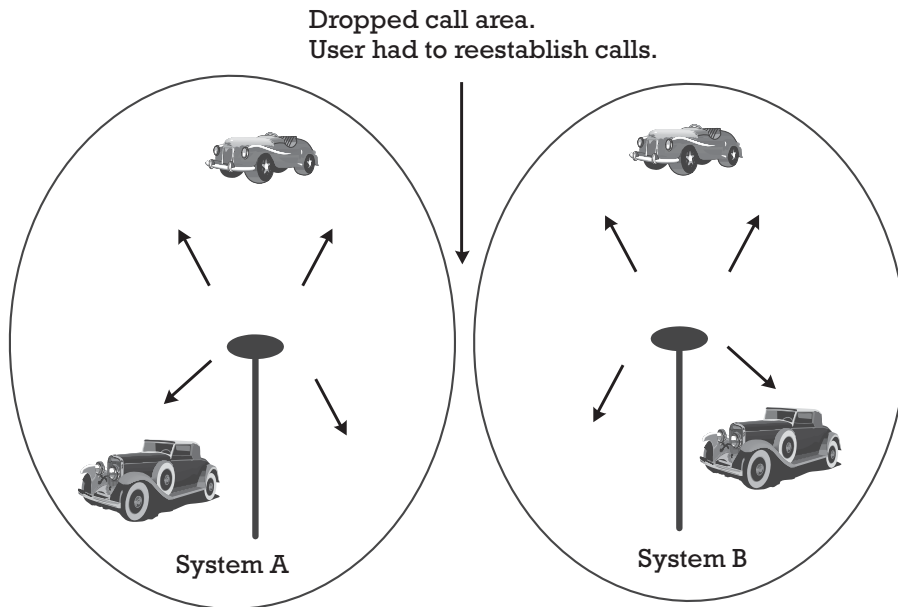 Dropped call area.
User had to reestablish calls.
System A
System B